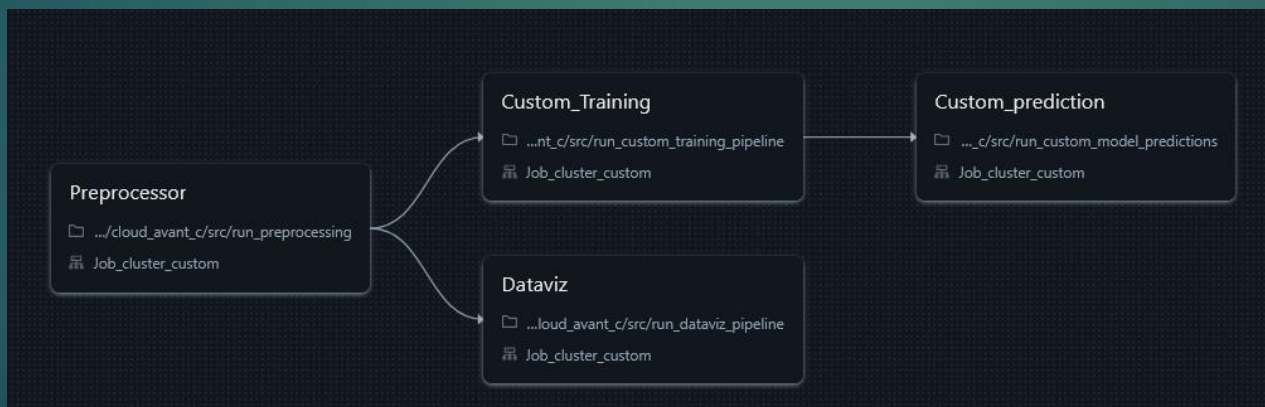 Preprocessor
.../cloud_avant_c/src/run_preprocessing
Job_cluster_custom
Custom_Training
...nt_c/src/run_custom_training_pipeline
Job_cluster_custom
Dataviz
...loud_avant_c/src/run_dataviz_pipeline
Job_cluster_custom
Custom_prediction
..._c/src/run_custom_model_predictions
Job_cluster_custom